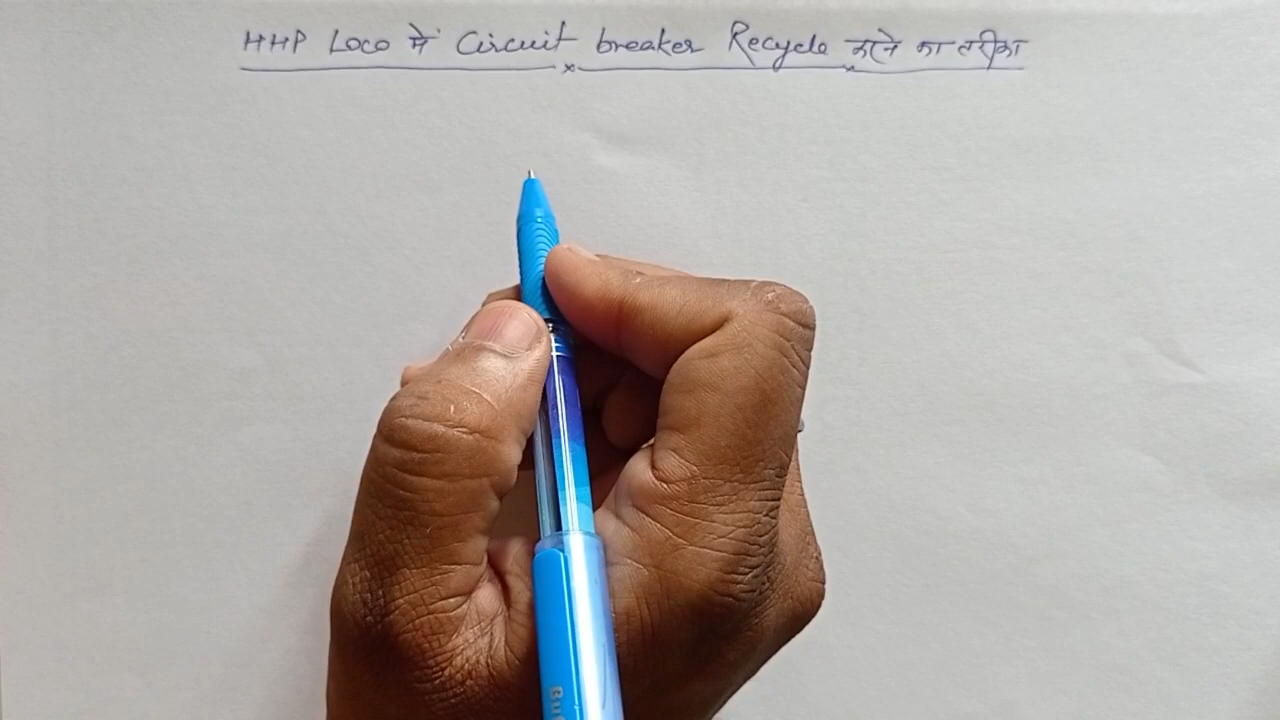 HHP Loco में Circuit breaker Recycle करने का तरीका